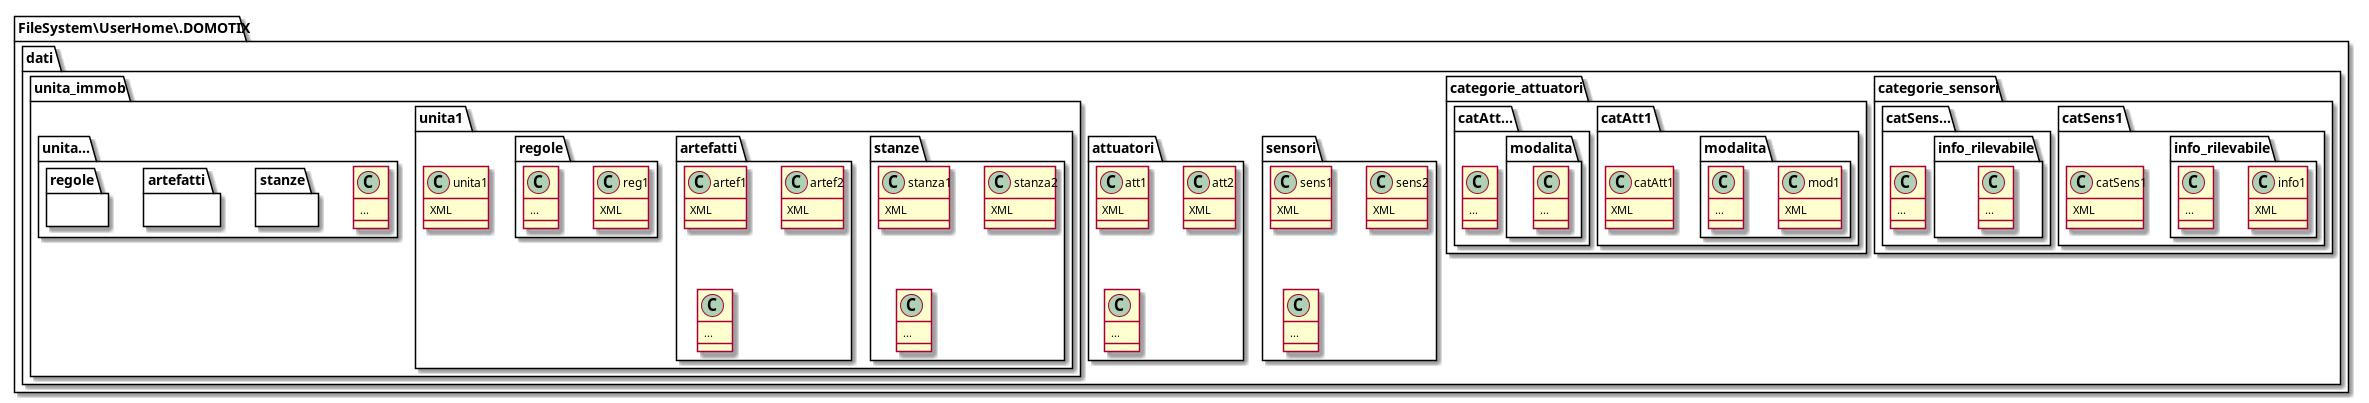 FileSystem\UserHome\.DOMOTIX
dati
unita_immob
unita...
regole
artefatti
stanze
C
...
unita1
C unita1
XML
regole
C
...
C reg1
XML
artefatti
C artef1
XML
C artef2
XML
C
...
stanze
C stanza1
XML
C stanza2
XML
C
...
attuatori
C att1
XML
C att2
XML
C
...
sensori
C sens1
XML
C sens2
XML
C
...
categorie_attuatori
catAtt...
C
...
modalita
C
...
catAtt1
C catAtt1
XML
modalita
C
...
C mod1
XML
categorie_sensori
catSens...
C
...
info_rilevabile
C
...
catSens1
C catSens1
XML
info_rilevabile
C
...
C info1
XML